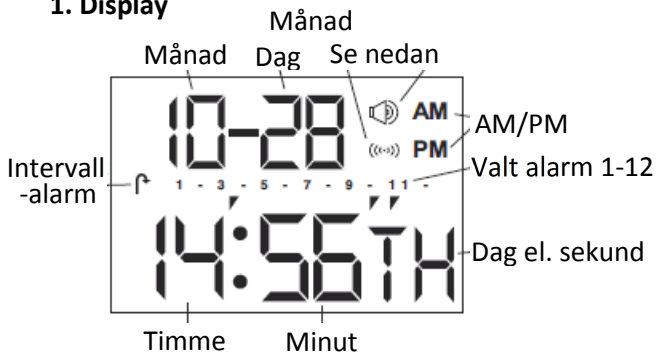 1. Display
Månad
Månad Dag Se nedan
10-28 AM
PM
AM/PM
Intervall
-alarm
1 - 3 - 5 - 7 - 9 - 11 -
Valt alarm 1-12
14:56TH
Dag el. sekund
Timme Minut